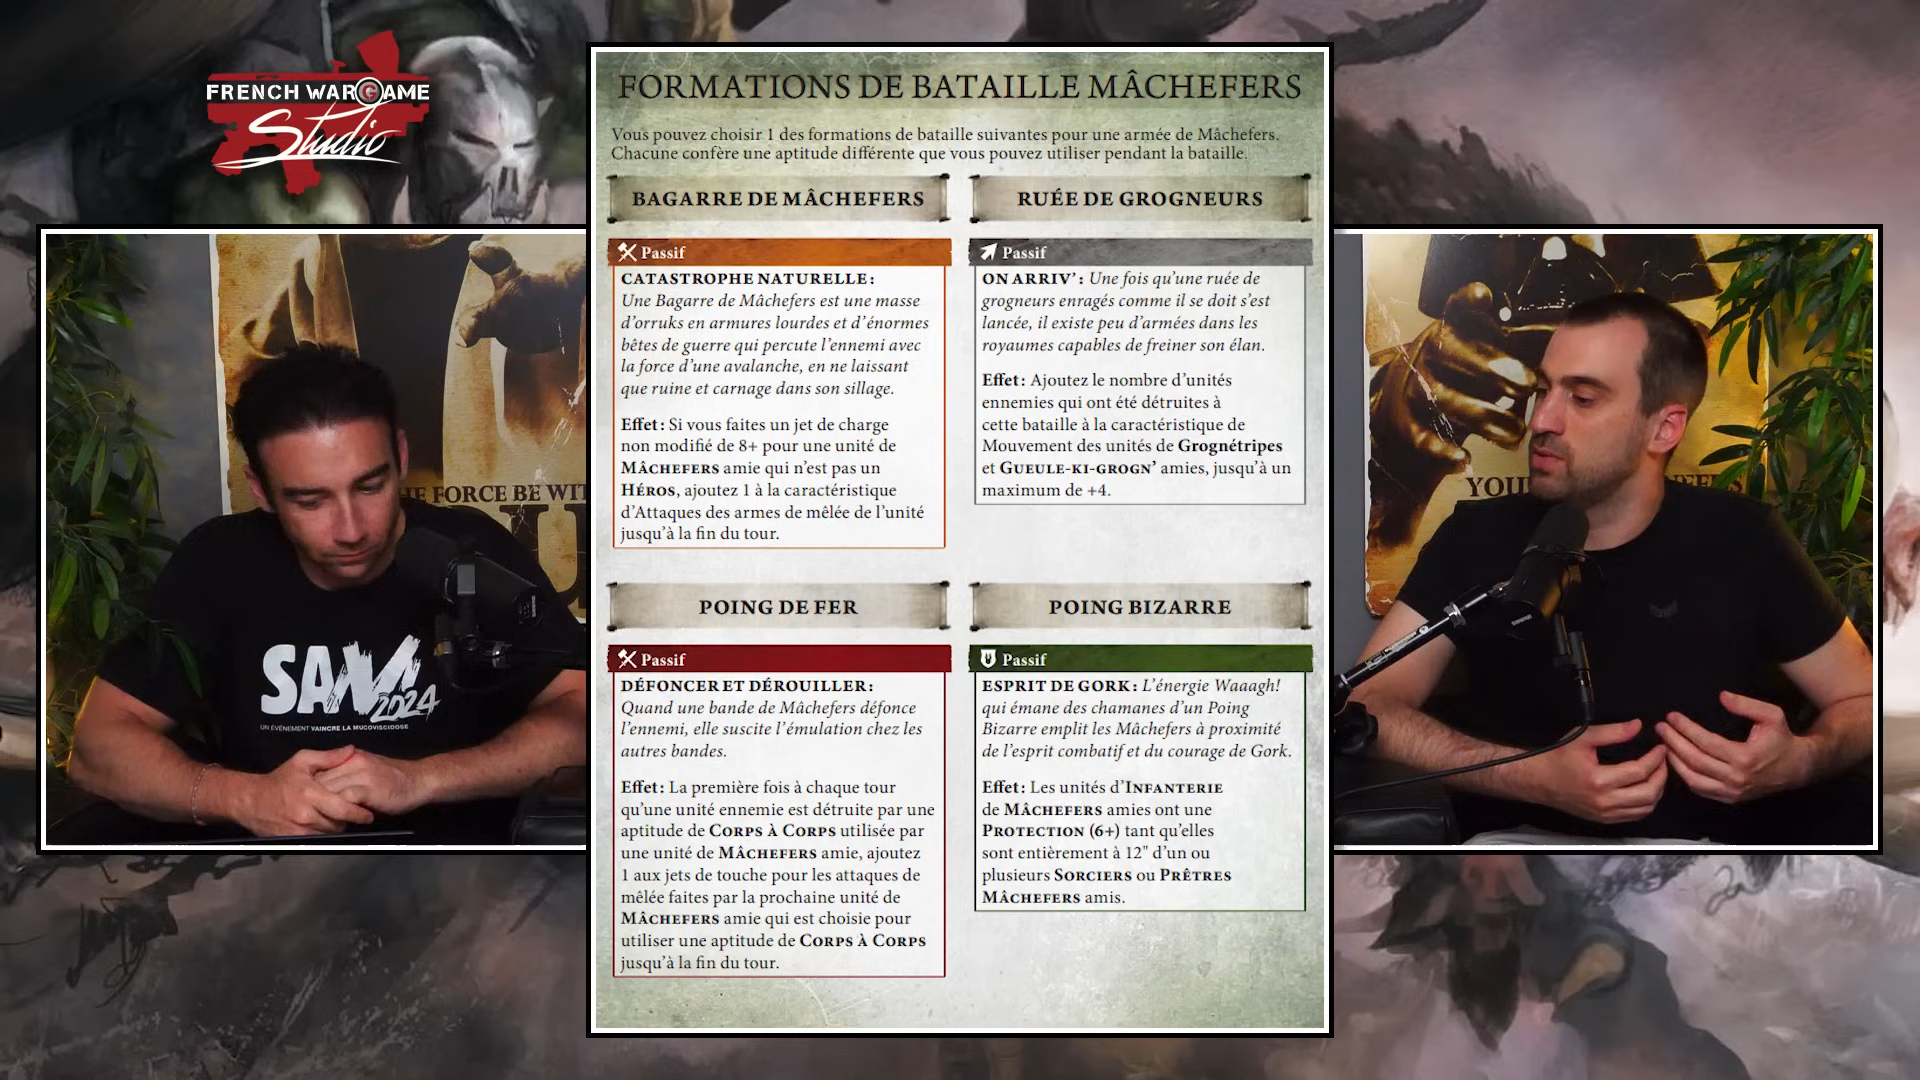 FRENCH WARGAME
Studio
FORMATIONS DE BATAILLE MÂCHEFERS
Vous pouvez choisir 1 des formations de bataille suivantes pour une armée de Mâchefers.
Chacune confère une aptitude différente que vous pouvez utiliser pendant la bataille.
BAGARRE DE MÂCHEFERS
Passif
CATASTROPHE NATURELLE :
Une Bagarre de Mâchefers est une masse
d’orruks en armures lourdes et d’énormes
bêtes de guerre qui percute l’ennemi avec
la force d’une avalanche, en ne laissant
que ruine et carnage dans son sillage.
Effet : Si vous faites un jet de charge
non modifié de 8+ pour une unité de
MÂCHEFERS amie qui n’est pas un
HÉROS, ajoutez 1 à la caractéristique
d’Attaques des armes de mêlée de l’unité
jusqu’à la fin du tour.
RUÉE DE GROGNEURS
Passif
ON ARRIV’ : Une fois qu’une ruée de
grogneurs enragés comme il se doit s’est
lancée, il existe peu d’armées dans les
royaumes capables de freiner son élan.
Effet : Ajoutez le nombre d’unités
ennemies qui ont été détruites à
cette bataille à la caractéristique de
Mouvement des unités de Grognétripes
et GUEULE-KI-GROGN’ amies, jusqu’à un
maximum de +4.
POING DE FER
Passif
DÉFONCER ET DÉROUILLER :
Quand une bande de Mâchefers défonce
l’ennemi, elle suscite l’émulation chez les
autres bandes.
Effet : La première fois à chaque tour
qu’une unité ennemie est détruite par une
aptitude de CORPS À CORPS utilisée par
une unité de MÂCHEFERS amie, ajoutez
1 aux jets de touche pour les attaques de
mêlée faites par la prochaine unité de
MÂCHEFERS amie qui est choisie pour
utiliser une aptitude de CORPS À CORPS
jusqu’à la fin du tour.
POING BIZARRE
Passif
ESPRIT DE GORK : L’énergie Waaagh!
qui émane des chamanes d’un Poing
Bizarre emplit les Mâchefers à proximité
de l’esprit combatif et du courage de Gork.
Effet : Les unités d’INFANTERIE
de MÂCHEFERS amies ont une
PROTECTION (6+) tant qu’elles
sont entièrement à 12" d’un ou
plusieurs SORCIERS ou PRÊTRES
MÂCHEFERS amis.
HE FORCE BE WIT
SAM
2024
UN ÉVÉNEMENT VAINCRE LA MUCOVISCIDOSE
YOU